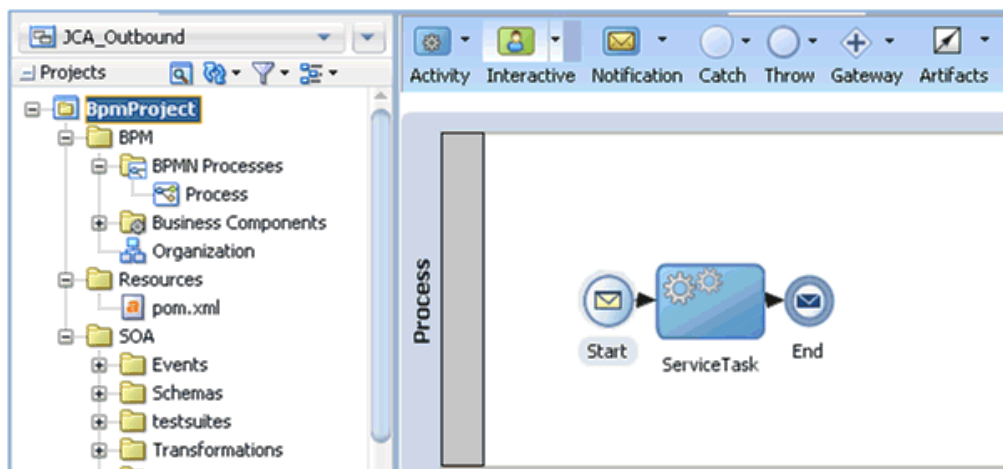 JCA_Outbound
Projects
BpmProject
BPM
BPMN Processes
Process
Business Components
Organization
Resources
pom.xml
SOA
Events
Schemas
testsuites
Transformations
Activity Interactive Notification Catch Throw Gateway Artifacts
Process
Start
ServiceTask
End